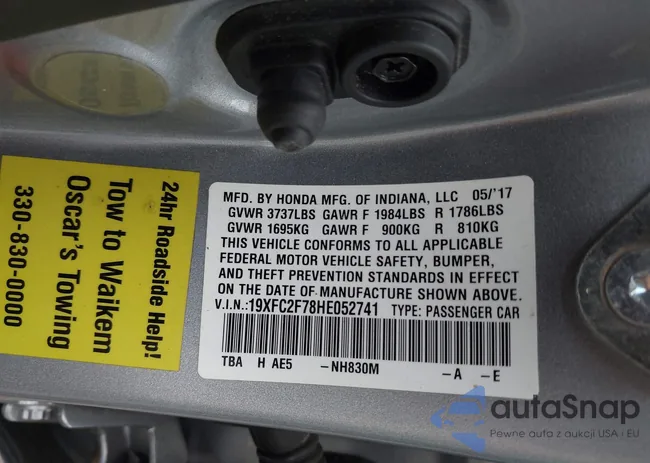 24hr Roadside Help!
Tow to Waikem
Oscar's Towing
330-830-0000
MFD. BY HONDA MFG. OF INDIANA, LLC 05/'17
GVWR 3737LBS GAWR F 1984LBS R 1786LBS
GVWR 1695KG GAWR F 900KG R 810KG
THIS VEHICLE CONFORMS TO ALL APPLICABLE
FEDERAL MOTOR VEHICLE SAFETY, BUMPER,
AND THEFT PREVENTION STANDARDS IN EFFECT
ON THE DATE OF MANUFACTURE SHOWN ABOVE.
V.I.N.:19XFC2F78HE052741 TYPE: PASSENGER CAR
TBA H AE5 -NH830M -A -E
autaSnap
Pewne auta z aukcji USA i EU